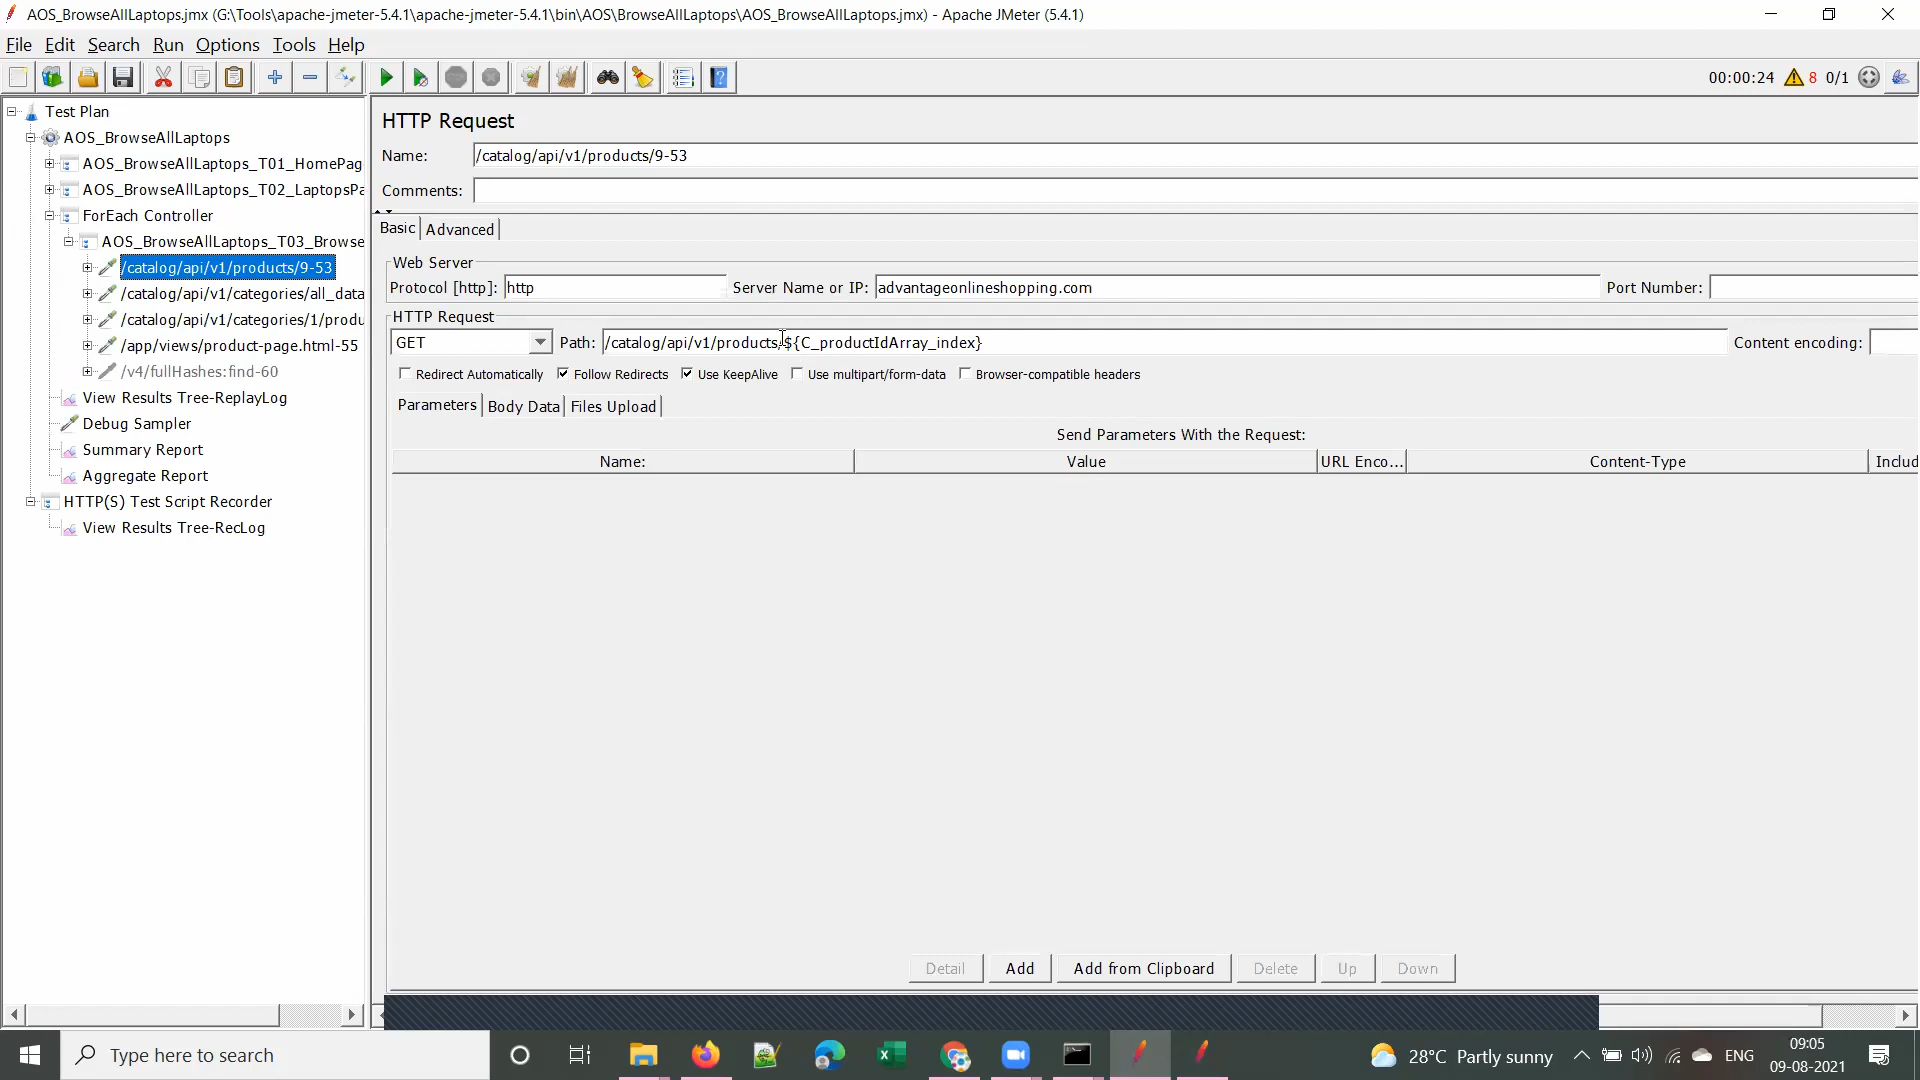 AOS_BrowseAllLaptops.jmx (G:\Tools\apache-jmeter-5.4.1\apache-jmeter-5.4.1\bin\AOS\BrowseAllLaptops\AOS_BrowseAllLaptops.jmx) - Apache JMeter (5.4.1)
File Edit Search Run Options Tools Help
00:00:24 8 0/1
Test Plan
AOS_BrowseAllLaptops
AOS_BrowseAllLaptops_T01_HomePag
AOS_BrowseAllLaptops_T02_LaptopsPa
ForEach Controller
AOS_BrowseAllLaptops_T03_Browse
/catalog/api/v1/products/9-53
/catalog/api/v1/categories/all_data
/catalog/api/v1/categories/1/produ
/app/views/product-page.html-55
/v4/fullHashes:find-60
View Results Tree-ReplayLog
Debug Sampler
Summary Report
Aggregate Report
HTTP(S) Test Script Recorder
View Results Tree-RecLog
HTTP Request
Name: /catalog/api/v1/products/9-53
Comments:
Basic Advanced
Web Server
Protocol [http]: http Server Name or IP: advantageonlineshopping.com Port Number:
HTTP Request
GET Path: /catalog/api/v1/products/${C_productIdArray_index} Content encoding:
Redirect Automatically Follow Redirects Use KeepAlive Use multipart/form-data Browser-compatible headers
Parameters Body Data Files Upload
Send Parameters With the Request:
Name: Value URL Enco... Content-Type Includ
Detail Add Add from Clipboard Delete Up Down
Type here to search
28°C Partly sunny ENG
09:05
09-08-2021